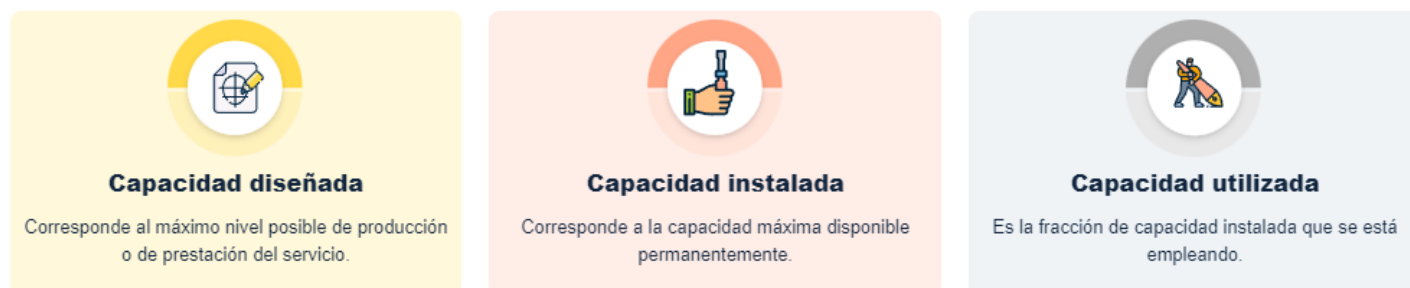 Capacidad diseñada
Corresponde al máximo nivel posible de producción
o de prestación del servicio.
Capacidad instalada
Corresponde a la capacidad máxima disponible
permanentemente.
Capacidad utilizada
Es la fracción de capacidad instalada que se está
empleando.